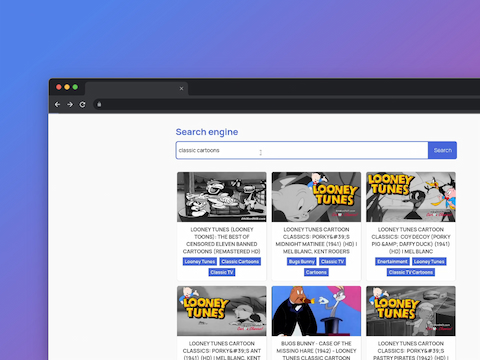 Search engine
classic cartoons
Search
LOONEY TUNES
LOONEY TUNES
LOONEY TUNES (LOONEY
TOONS): THE BEST OF
CENSORED ELEVEN BANNED
CARTOONS (REMASTERED HD)
Looney Tunes
Classic Cartoons
Classic TV
LOONEY TUNES CARTOON
CLASSICS: PORKY&#39;S
MIDNIGHT MATINEE (1941) (HD) |
MEL BLANC, KENT ROGERS
Bugs Bunny
Classic TV
Cartoons
LOONEY TUNES CARTOON
CLASSICS: COY DECOY (PORKY
PIG &AMP; DAFFY DUCK) (1941)
(HD) | MEL BLANC
Enertainment
Looney Tunes
Classic TV Cartoons
LOONEY TUNES
LOONEY TUNES
LOONEY TUNES CARTOON
CLASSICS: PORKY&#39;S ANT
(1941) (HD) | MEL BLANC, KENT
BUGS BUNNY - CASE OF THE
MISSING HARE (1942) - LOONEY
TUNES CLASSIC CARTOON
LOONEY TUNES CARTOON
CLASSICS: PORKY&#39;S
PASTRY PIRATES (1942) (HD) |